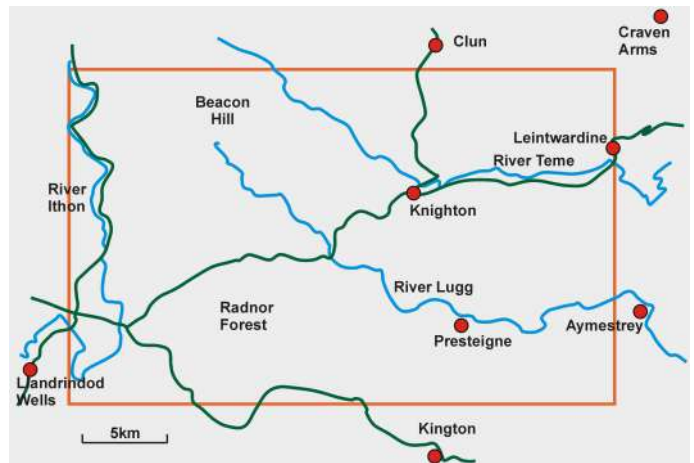 Craven
Arms
Clun
Beacon
Hill
Leintwardine
River Teme
River
Ithon
Knighton
River Lugg
Radnor
Forest
Presteigne
Aymestrey
Llandrindod
Wells
5km
Kington